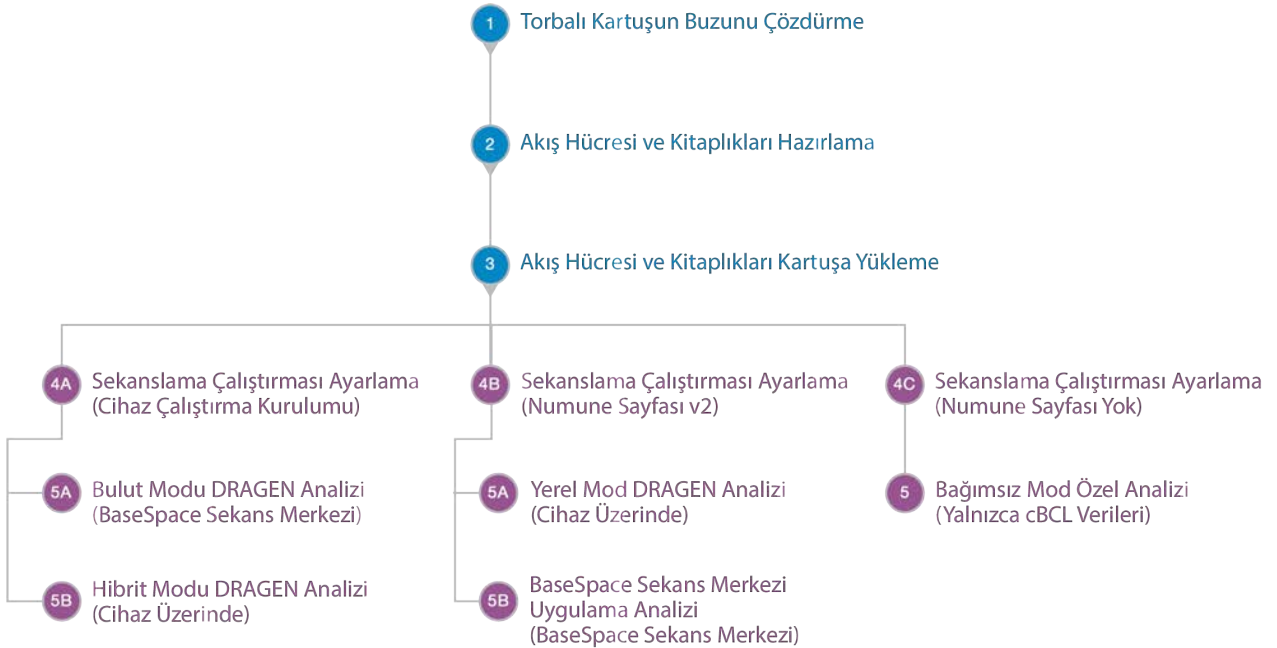 1 Torbalı Kartuşun Buzunu Çözdürme
2 Akış Hücresi ve Kitaplıkları Hazırlama
3 Akış Hücresi ve Kitaplıkları Kartuşa Yükleme
4A Sekanslama Çalıştırması Ayarlama
(Cihaz Çalıştırma Kurulumu)
5A Bulut Modu DRAGEN Analizi
(BaseSpace Sekans Merkezi)
5B Hibrit Modu DRAGEN Analizi
(Cihaz Üzerinde)
4B Sekanslama Çalıştırması Ayarlama
(Numune Sayfası v2)
5A Yerel Mod DRAGEN Analizi
(Cihaz Üzerinde)
5B BaseSpace Sekans Merkezi
Uygulama Analizi
(BaseSpace Sekans Merkezi)
4C Sekanslama Çalıştırması Ayarlama
(Numune Sayfası Yok)
5 Bağımsız Mod Özel Analizi
(Yalnızca cBCL Verileri)